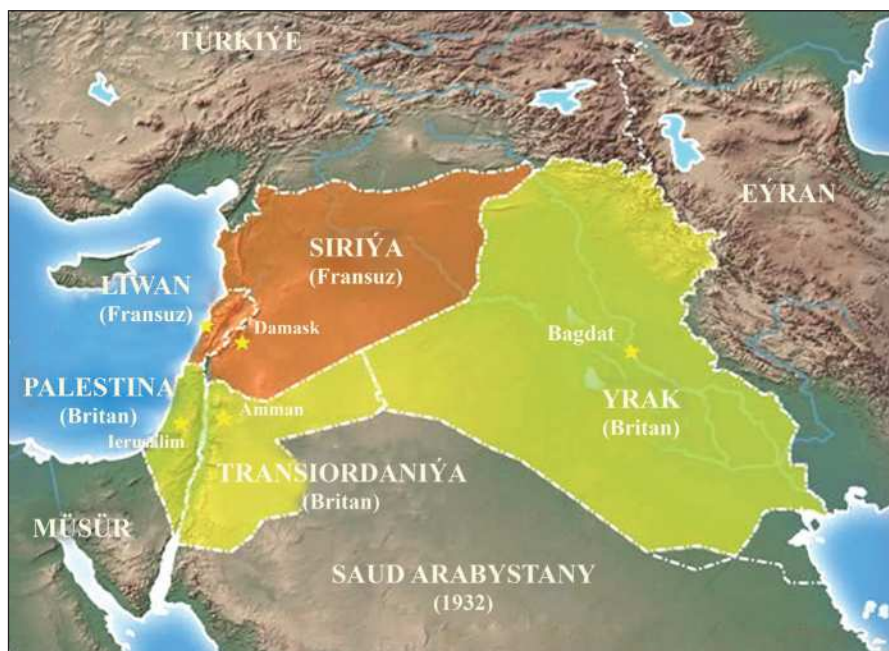 TÜRKIÝE
EÝRAN
SIRIÝA
(Fransuz)
LIWAN
(Fransuz)
Damask
Bagdat
PALESTINA
(Britan)
Amman
Ierusalim
YRAK
(Britan)
TRANSIORDANIÝA
(Britan)
MÜSÜR
SAUD ARABYSTANY
(1932)